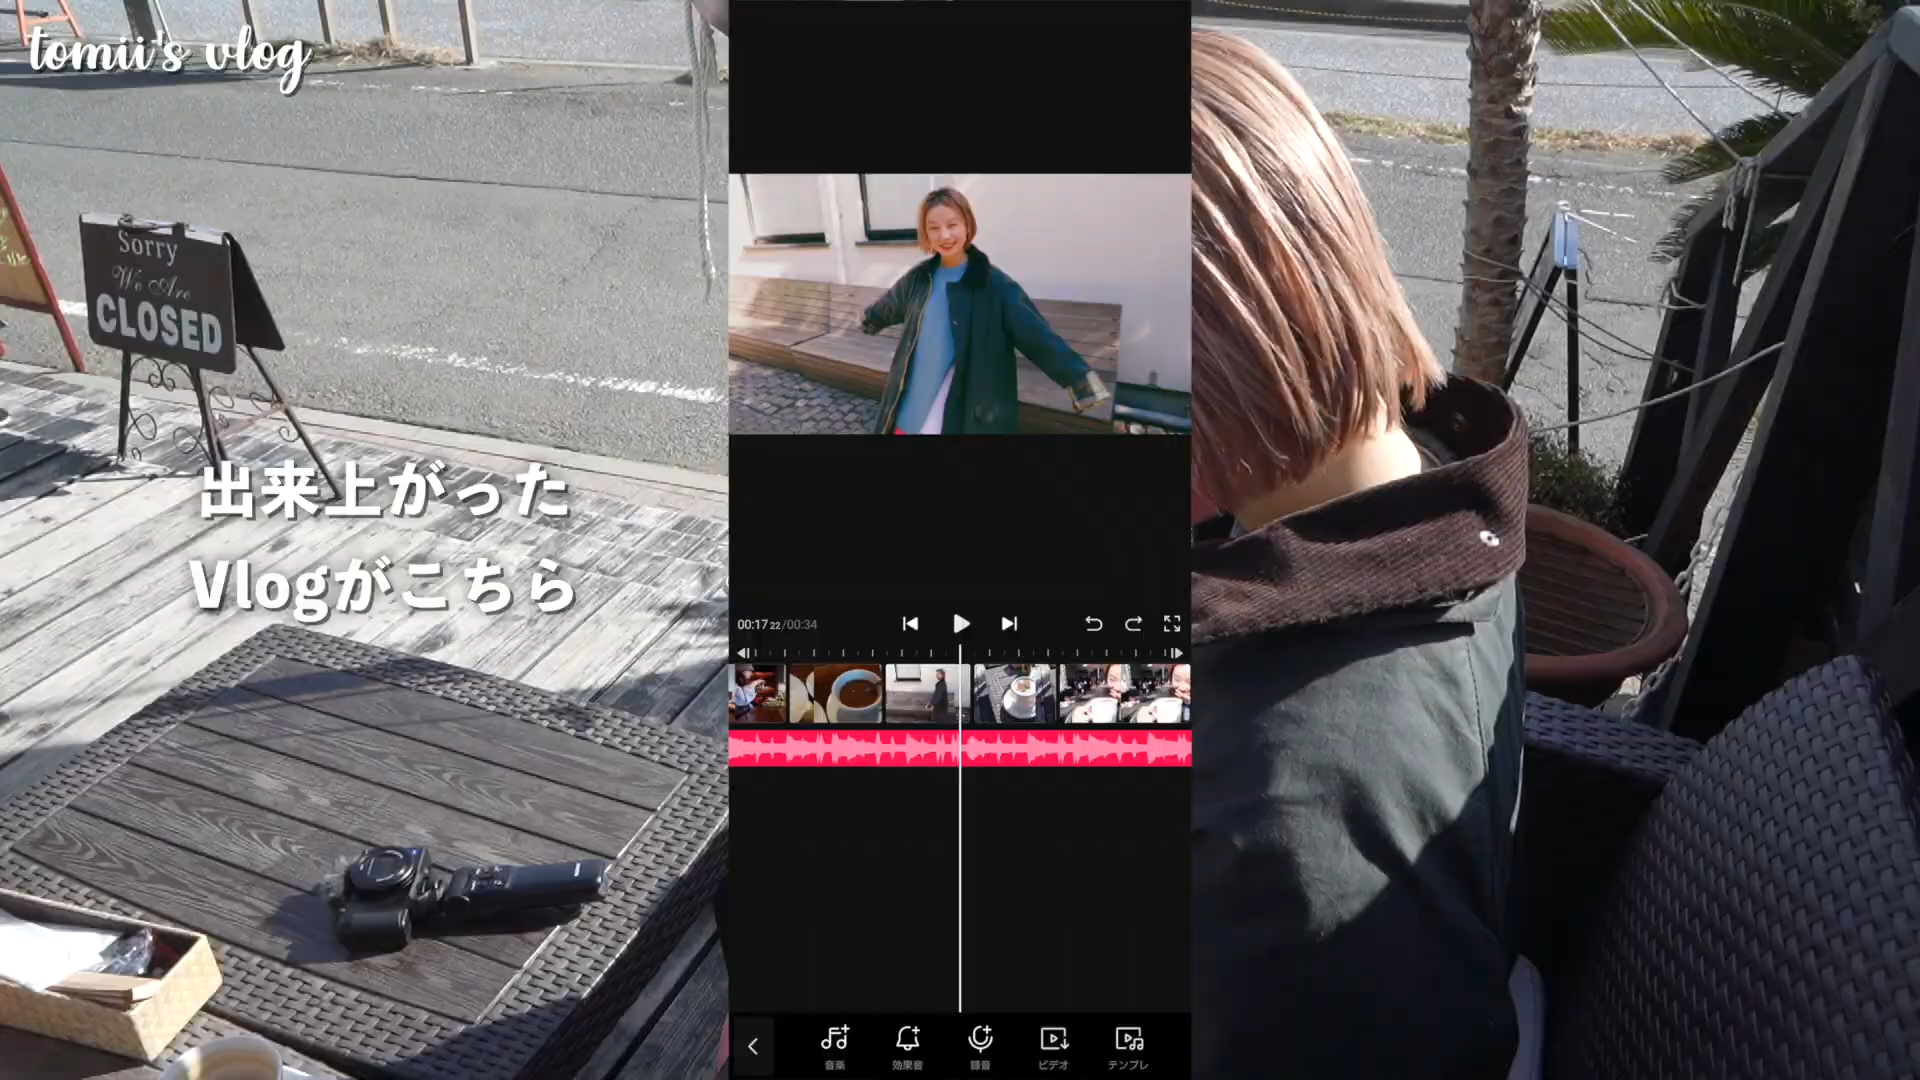 tomii's vlog
Sorry
We Are
CLOSED
出来上がった
Vlogがこちら
00:17 22/00:34
音楽
効果音
録音
ビデオ
テンプレ